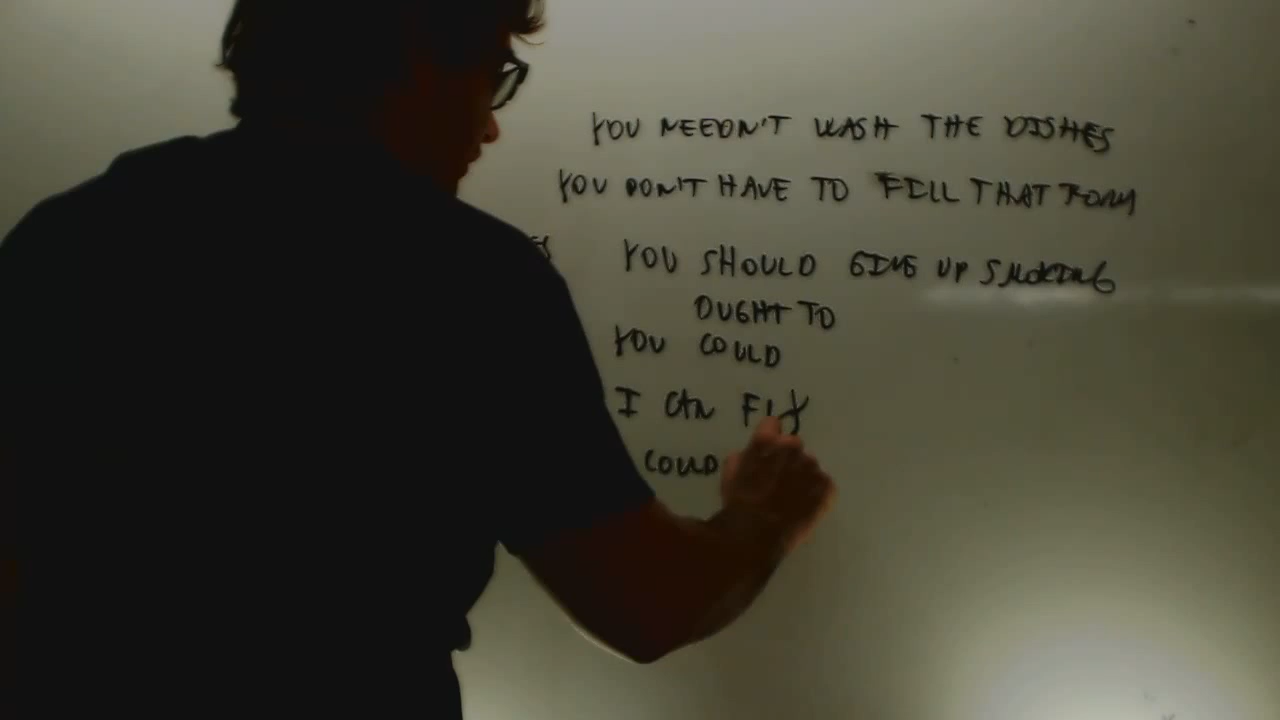 YOU NEEDN'T WASH THE DISHES
YOU DON'T HAVE TO FILL THAT FORM
YOU SHOULD GIVE UP SMOKING
OUGHT TO
YOU COULD
I CAN FLY
COULD